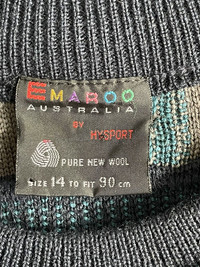 EMAROO
AUSTRALIA
BY
HYSPORT
PURE NEW WOOL
SIZE 14 TO FIT 90 cm